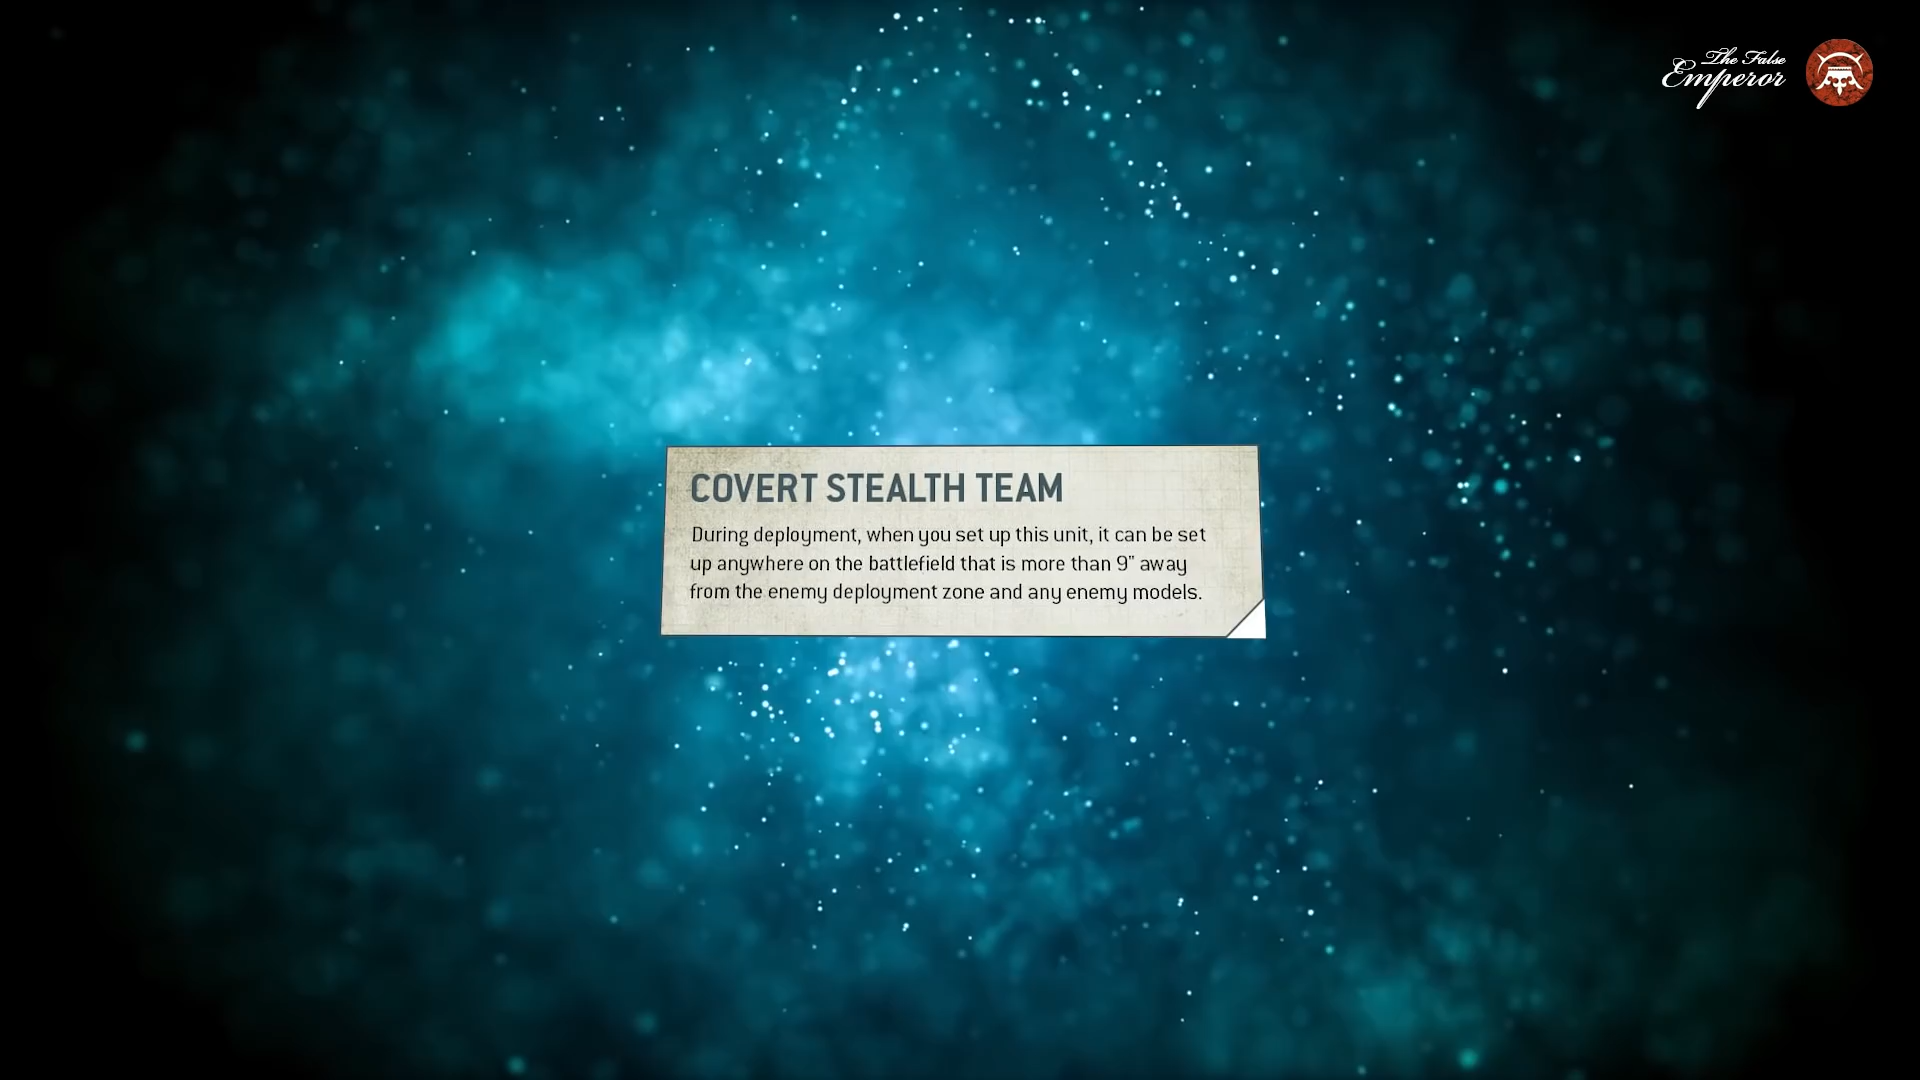 The False
Emperor
COVERT STEALTH TEAM
During deployment, when you set up this unit, it can be set
up anywhere on the battlefield that is more than 9" away
from the enemy deployment zone and any enemy models.